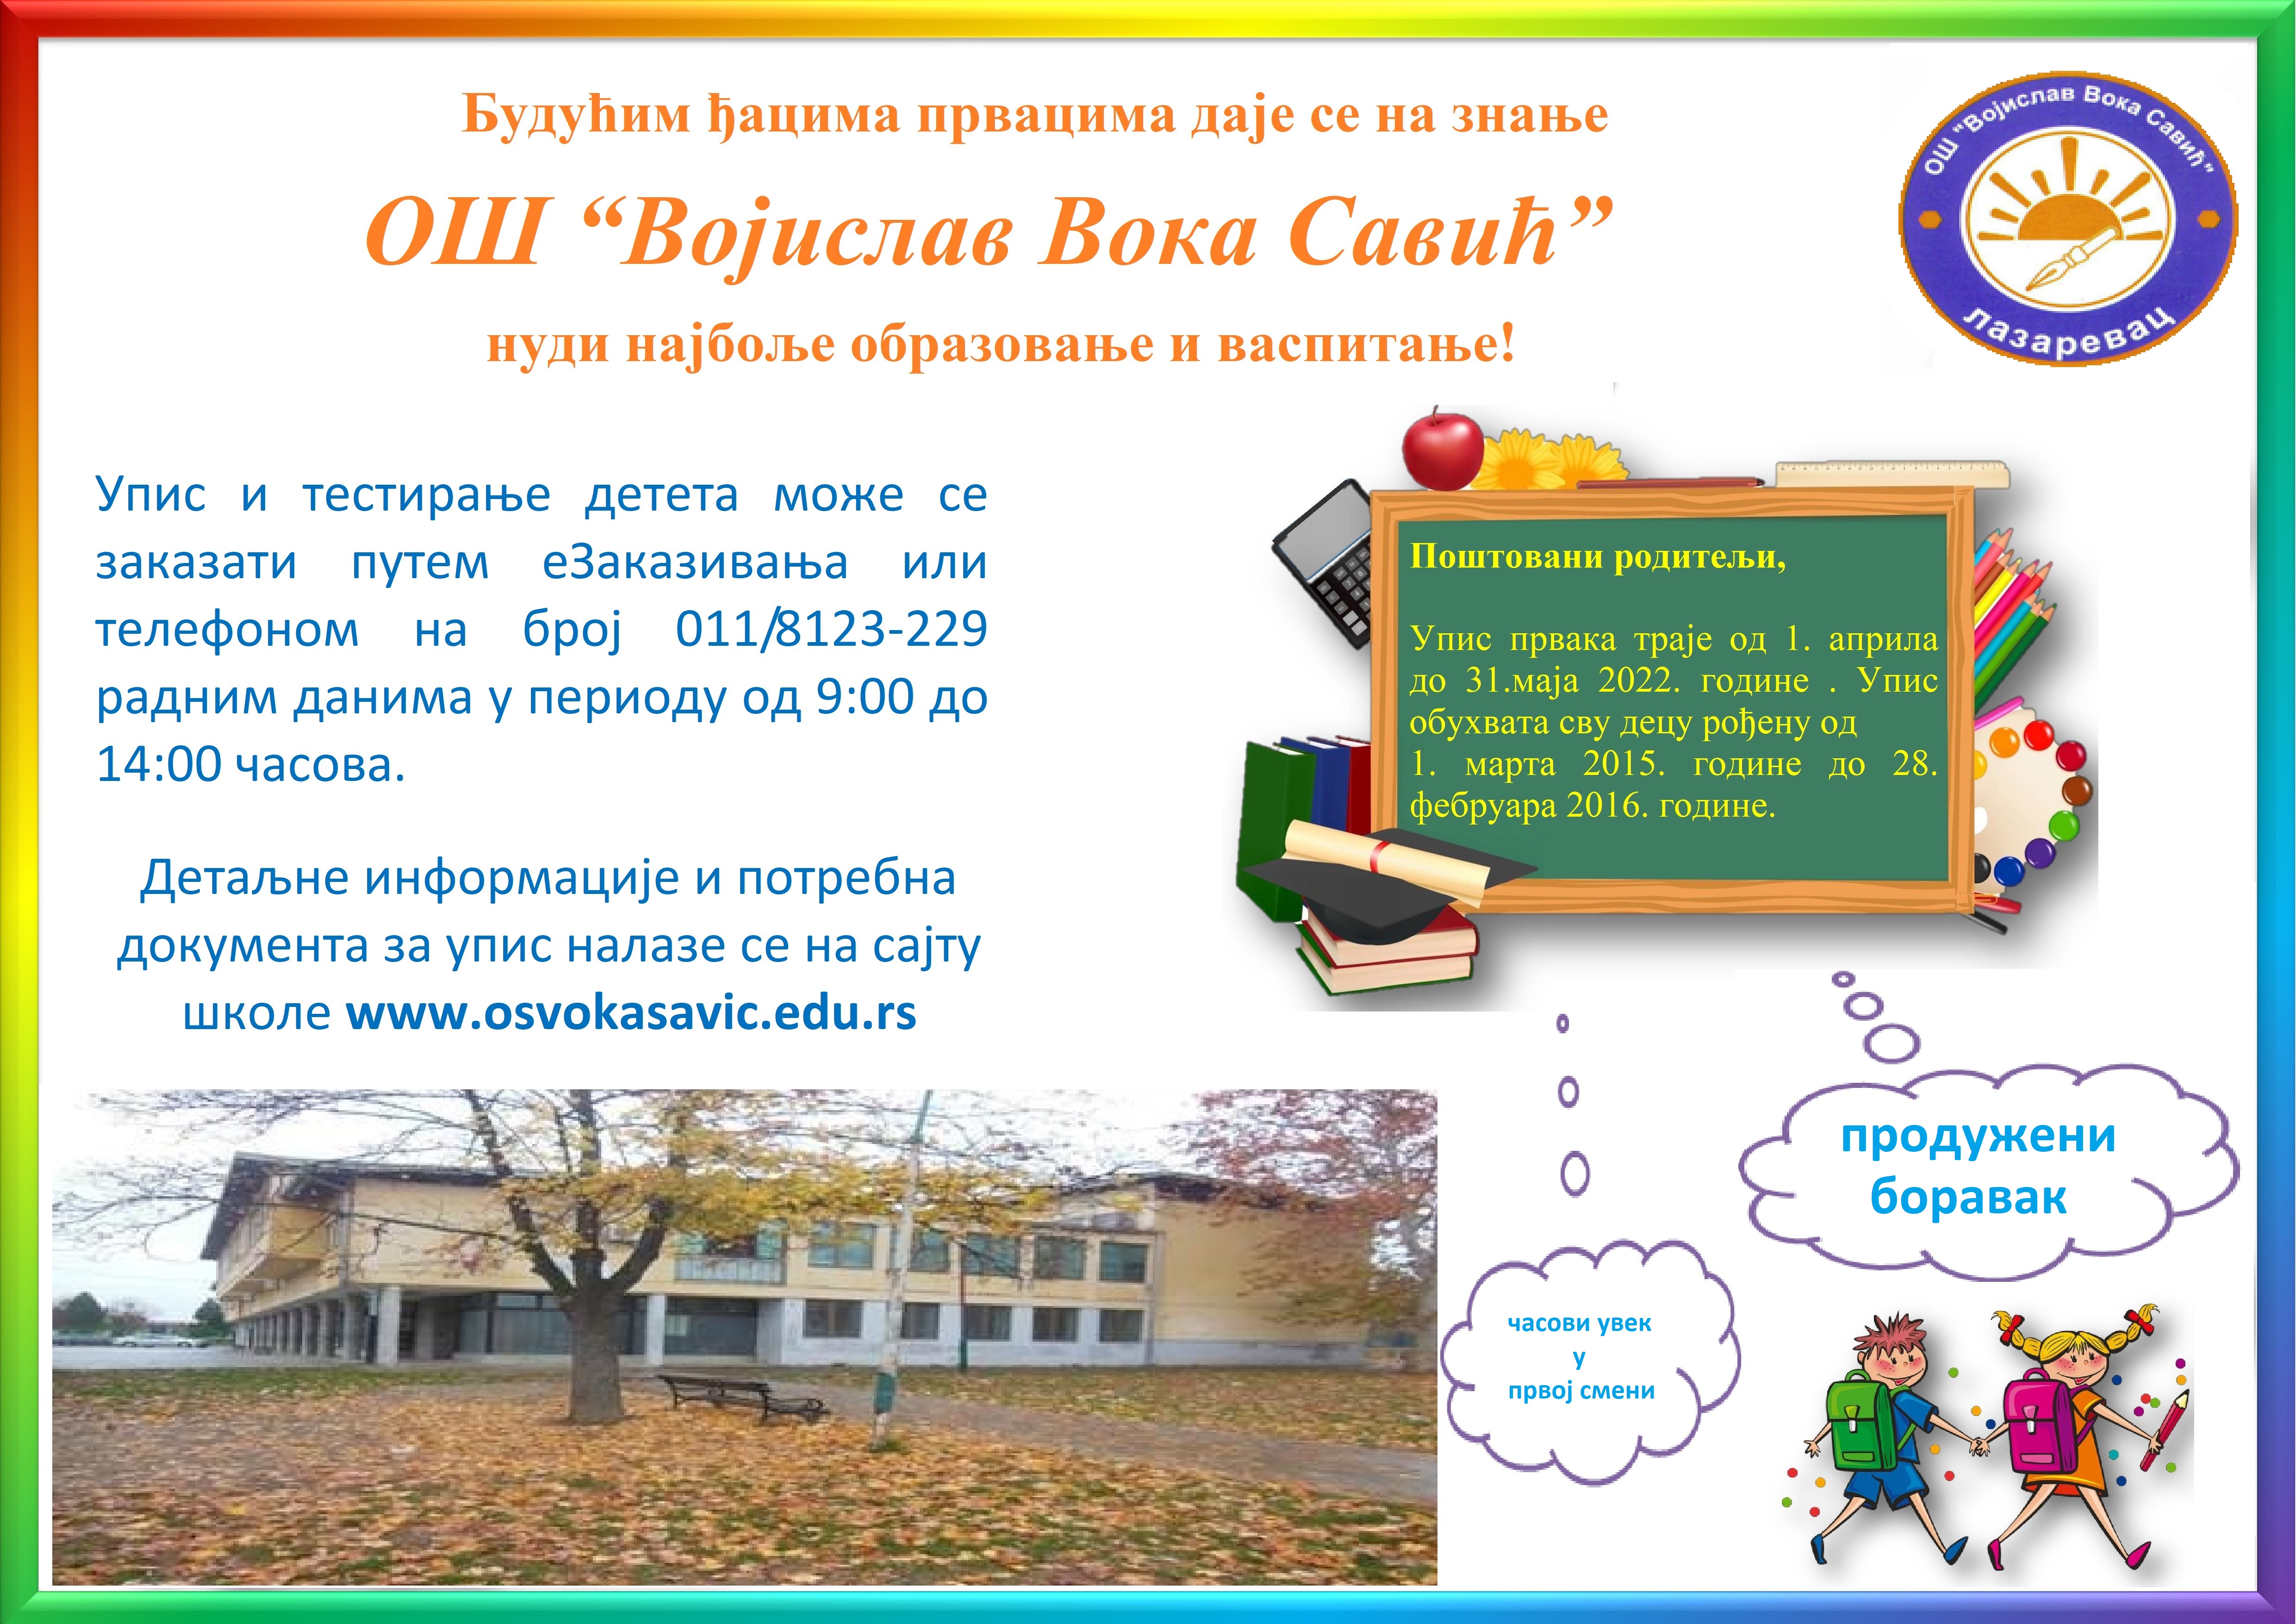 Будућим ђацима првацима даје се на знање
ОШ “Војислав Вока Савић”
нуди најбоље образовање и васпитање!
ОШ "Војислав Вока Савић"
лазаревац
Упис и тестирање детета може се
заказати путем еЗаказивања или
телефоном на број 011/8123-229
радним данима у периоду од 9:00 до
14:00 часова.
Детаљне информације и потребна
документа за упис налазе се на сајту
школе www.osvokasavic.edu.rs
Поштовани родитељи,
Упис првака траје од 1. априла
до 31.маја 2022. године . Упис
обухвата сву децу рођену од
1. марта 2015. године до 28.
фебруара 2016. године.
продужени
боравак
часови увек
у
првој смени